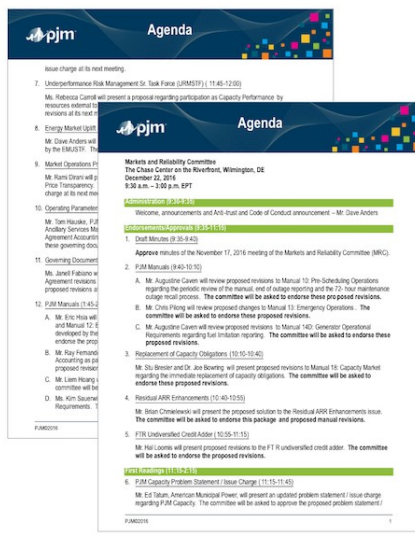 pjm
Agenda
issue charge at its next meeting.
7. Underperformance Risk Management Sr. Task Force (URMSTF) ( 11:45-12:00)
Ms. Rebecca Carroll will present a proposal regarding participation as Capacity Performance by
resources external to
revisions at its next m
8. Energy Market Uplift
Mr. Dave Anders will
by the EMUSTF. The
9. Market Operations Pr
Mr. Rami Dirani will p
Price Transparency.
charge at its next mee
10. Operating Parameter
Mr. Tom Hauske, PJ
Ancillary Services Ma
Agreement Accountin
these governing docu
11. Governing Document
Ms. Janell Fabiano w
Agreement revisions
proposed revisions a
12. PJM Manuals (1:45-2
A. Mr. Eric Hsia will
and Manual 12: B
developed by the
endorse the prop
B. Mr. Ray Fernand
Accounting as pa
proposed revision
C. Mr. Liem Hoang
committee will be
D. Ms. Kim Sauerwi
Requirements. T
PJM©2016
pjm
Agenda
Markets and Reliability Committee
The Chase Center on the Riverfront, Wilmington, DE
December 22, 2016
9:30 a.m. – 3:00 p.m. EPT
Administration (9:30-9:35)
Welcome, announcements and Anti-trust and Code of Conduct announcement – Mr. Dave Anders
Endorsements/Approvals (9:35-11:15)
1. Draft Minutes (9:35-9:40)
Approve minutes of the November 17, 2016 meeting of the Markets and Reliability Committee (MRC).
2. PJM Manuals (9:40-10:10)
A. Mr. Augustine Caven will review proposed revisions to Manual 10: Pre-Scheduling Operations
regarding the periodic review of the manual, end of outage reporting and the 72- hour maintenance
outage recall process. The committee will be asked to endorse these proposed revisions.
B. Mr. Chris Pilong will review proposed changes to Manual 13: Emergency Operations . The
committee will be asked to endorse these proposed revisions.
C. Mr. Augustine Caven will review proposed revisions to Manual 14D: Generator Operational
Requirements regarding fuel limitation reporting. The committee will be asked to endorse these
proposed revisions.
3. Replacement of Capacity Obligations (10:10-10:40)
Mr. Stu Bresler and Dr. Joe Bowring will present proposed revisions to Manual 18: Capacity Market
regarding the immediate replacement of capacity obligations. The committee will be asked to
endorse these proposed revisions.
4. Residual ARR Enhancements (10:40-10:55)
Mr. Brian Chmielewski will present the proposed solution to the Residual ARR Enhancements issue.
The committee will be asked to endorse this package and proposed manual revisions.
5. FTR Undiversified Credit Adder (10:55-11:15)
Mr. Hal Loomis will present proposed revisions to the FT R undiversified credit adder. The committee
will be asked to endorse the proposed revisions.
First Readings (11:15-2:15)
6. PJM Capacity Problem Statement / Issue Charge (11:15-11:45)
Mr. Ed Tatum, American Municipal Power, will present an updated problem statement / issue charge
regarding PJM Capacity. The committee will be asked to approve the proposed problem statement /
PJM©2016
1